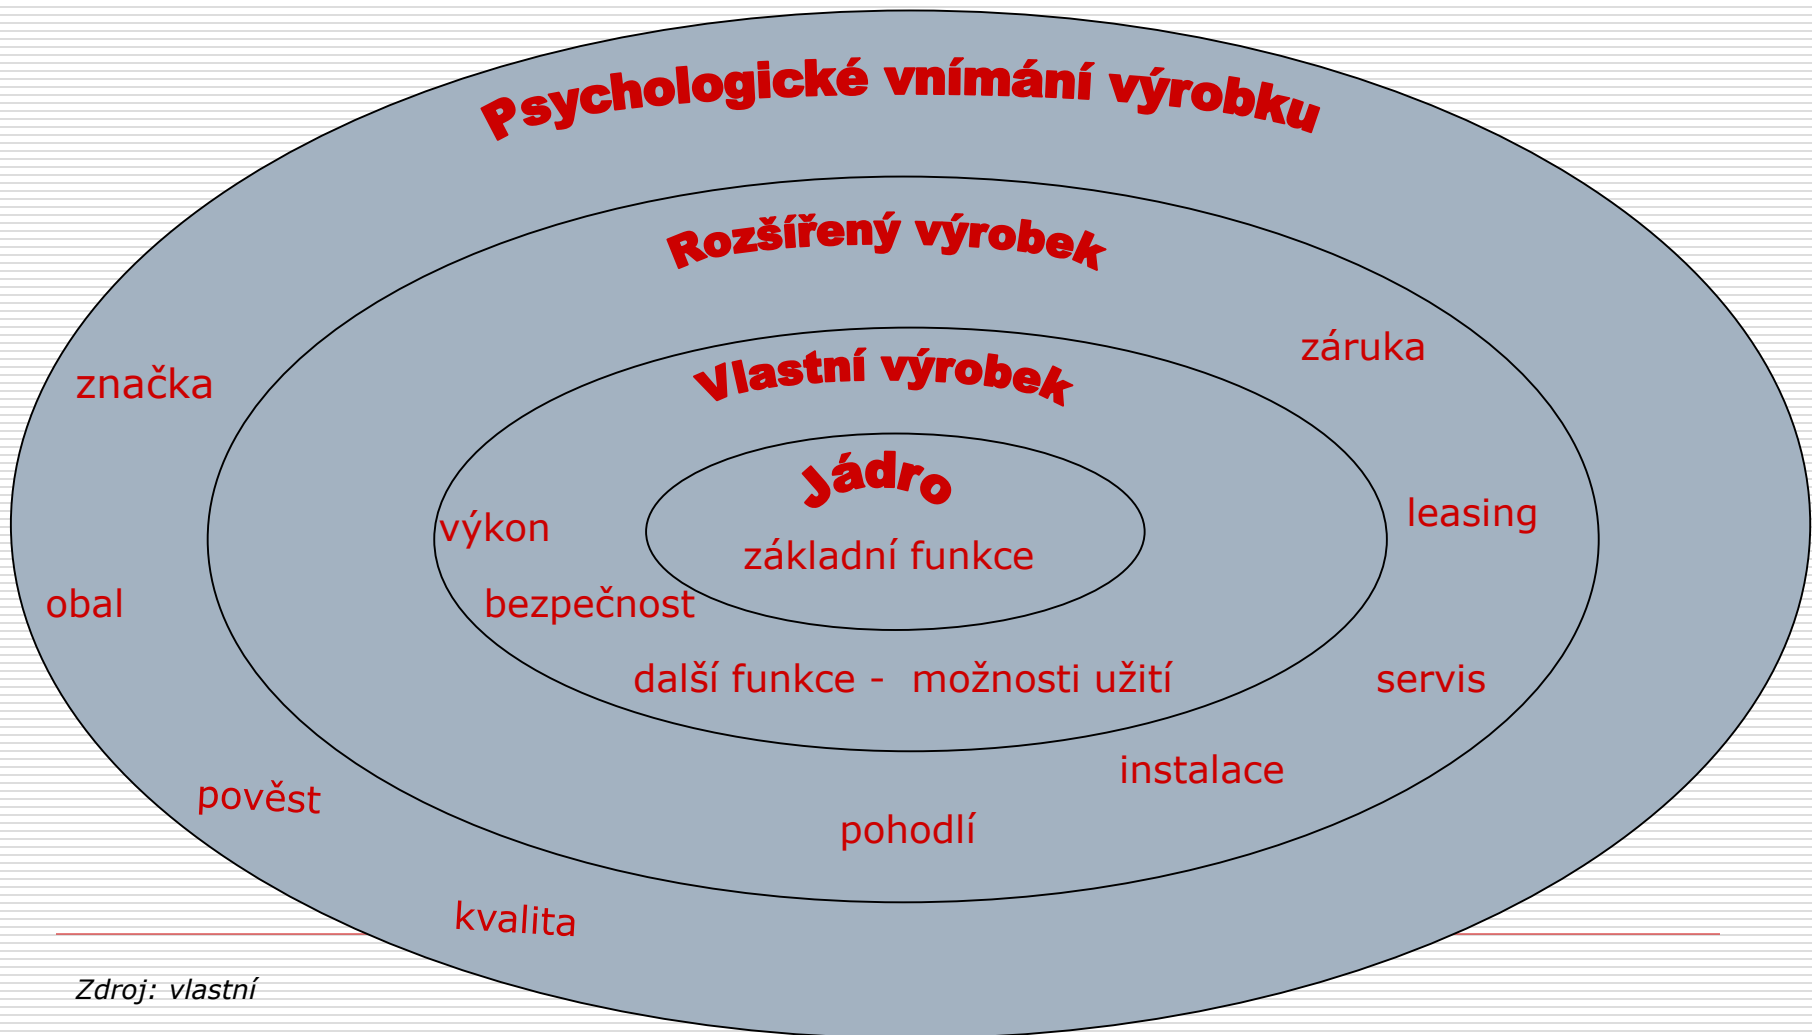 Psychologické vnímání výrobku
Rozšířený výrobek
záruka
Vlastní výrobek
značka
Jádro
výkon
leasing
základní funkce
obal
bezpečnost
další funkce - možnosti užití
servis
instalace
pověst
pohodlí
kvalita
Zdroj: vlastní